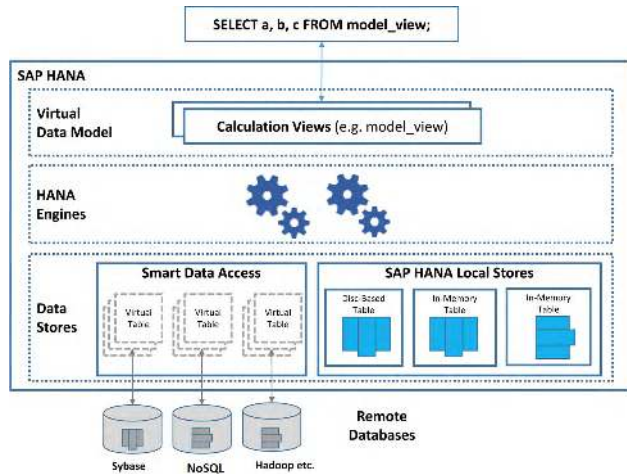 SELECT a, b, c FROM model_view;
SAP HANA
Virtual
Data Model
Calculation Views (e.g. model_view)
HANA
Engines
Data
Stores
Smart Data Access
Virtual
Table
Virtual
Table
Virtual
Table
SAP HANA Local Stores
Disc-Based
Table
In-Memory
Table
In-Memory
Table
Sybase
NoSQL
Hadoop etc.
Remote
Databases